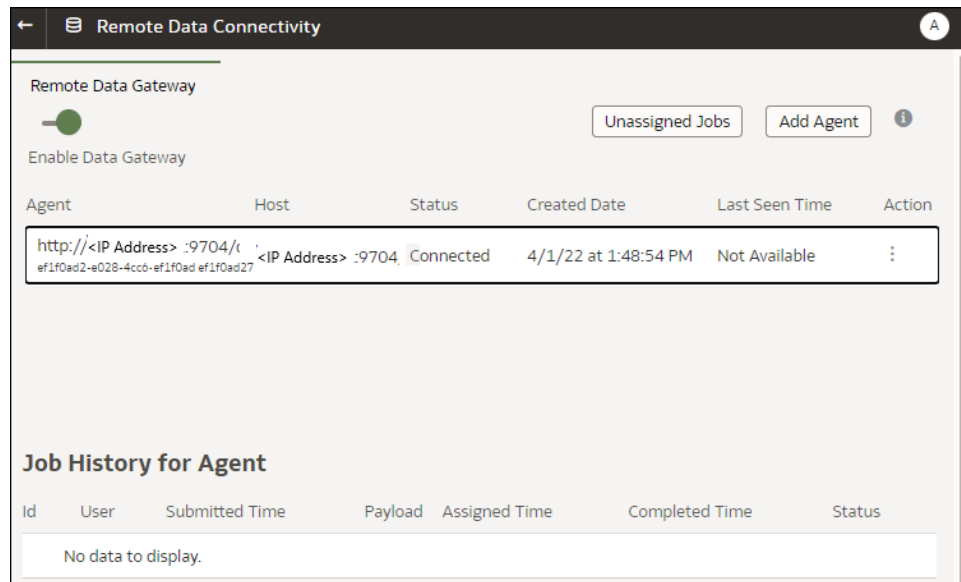 Remote Data Connectivity A
Remote Data Gateway
Unassigned Jobs Add Agent
Enable Data Gateway
Agent Host Status Created Date Last Seen Time Action
http://<IP Address> :9704/ <IP Address> :9704 Connected 4/1/22 at 1:48:54 PM Not Available
ef1f0ad2-e028-4cc6-ef1f0ad ef1f0ad27
Job History for Agent
Id User Submitted Time Payload Assigned Time Completed Time Status
No data to display.